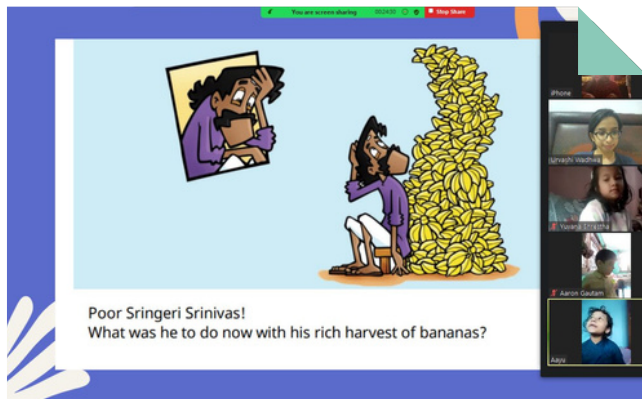 You are screen sharing
Stop Share
iPhone
Urvashi Wadhwa
Aaron Gautam
Aayu
Poor Sringeri Srinivas!
What was he to do now with his rich harvest of bananas?